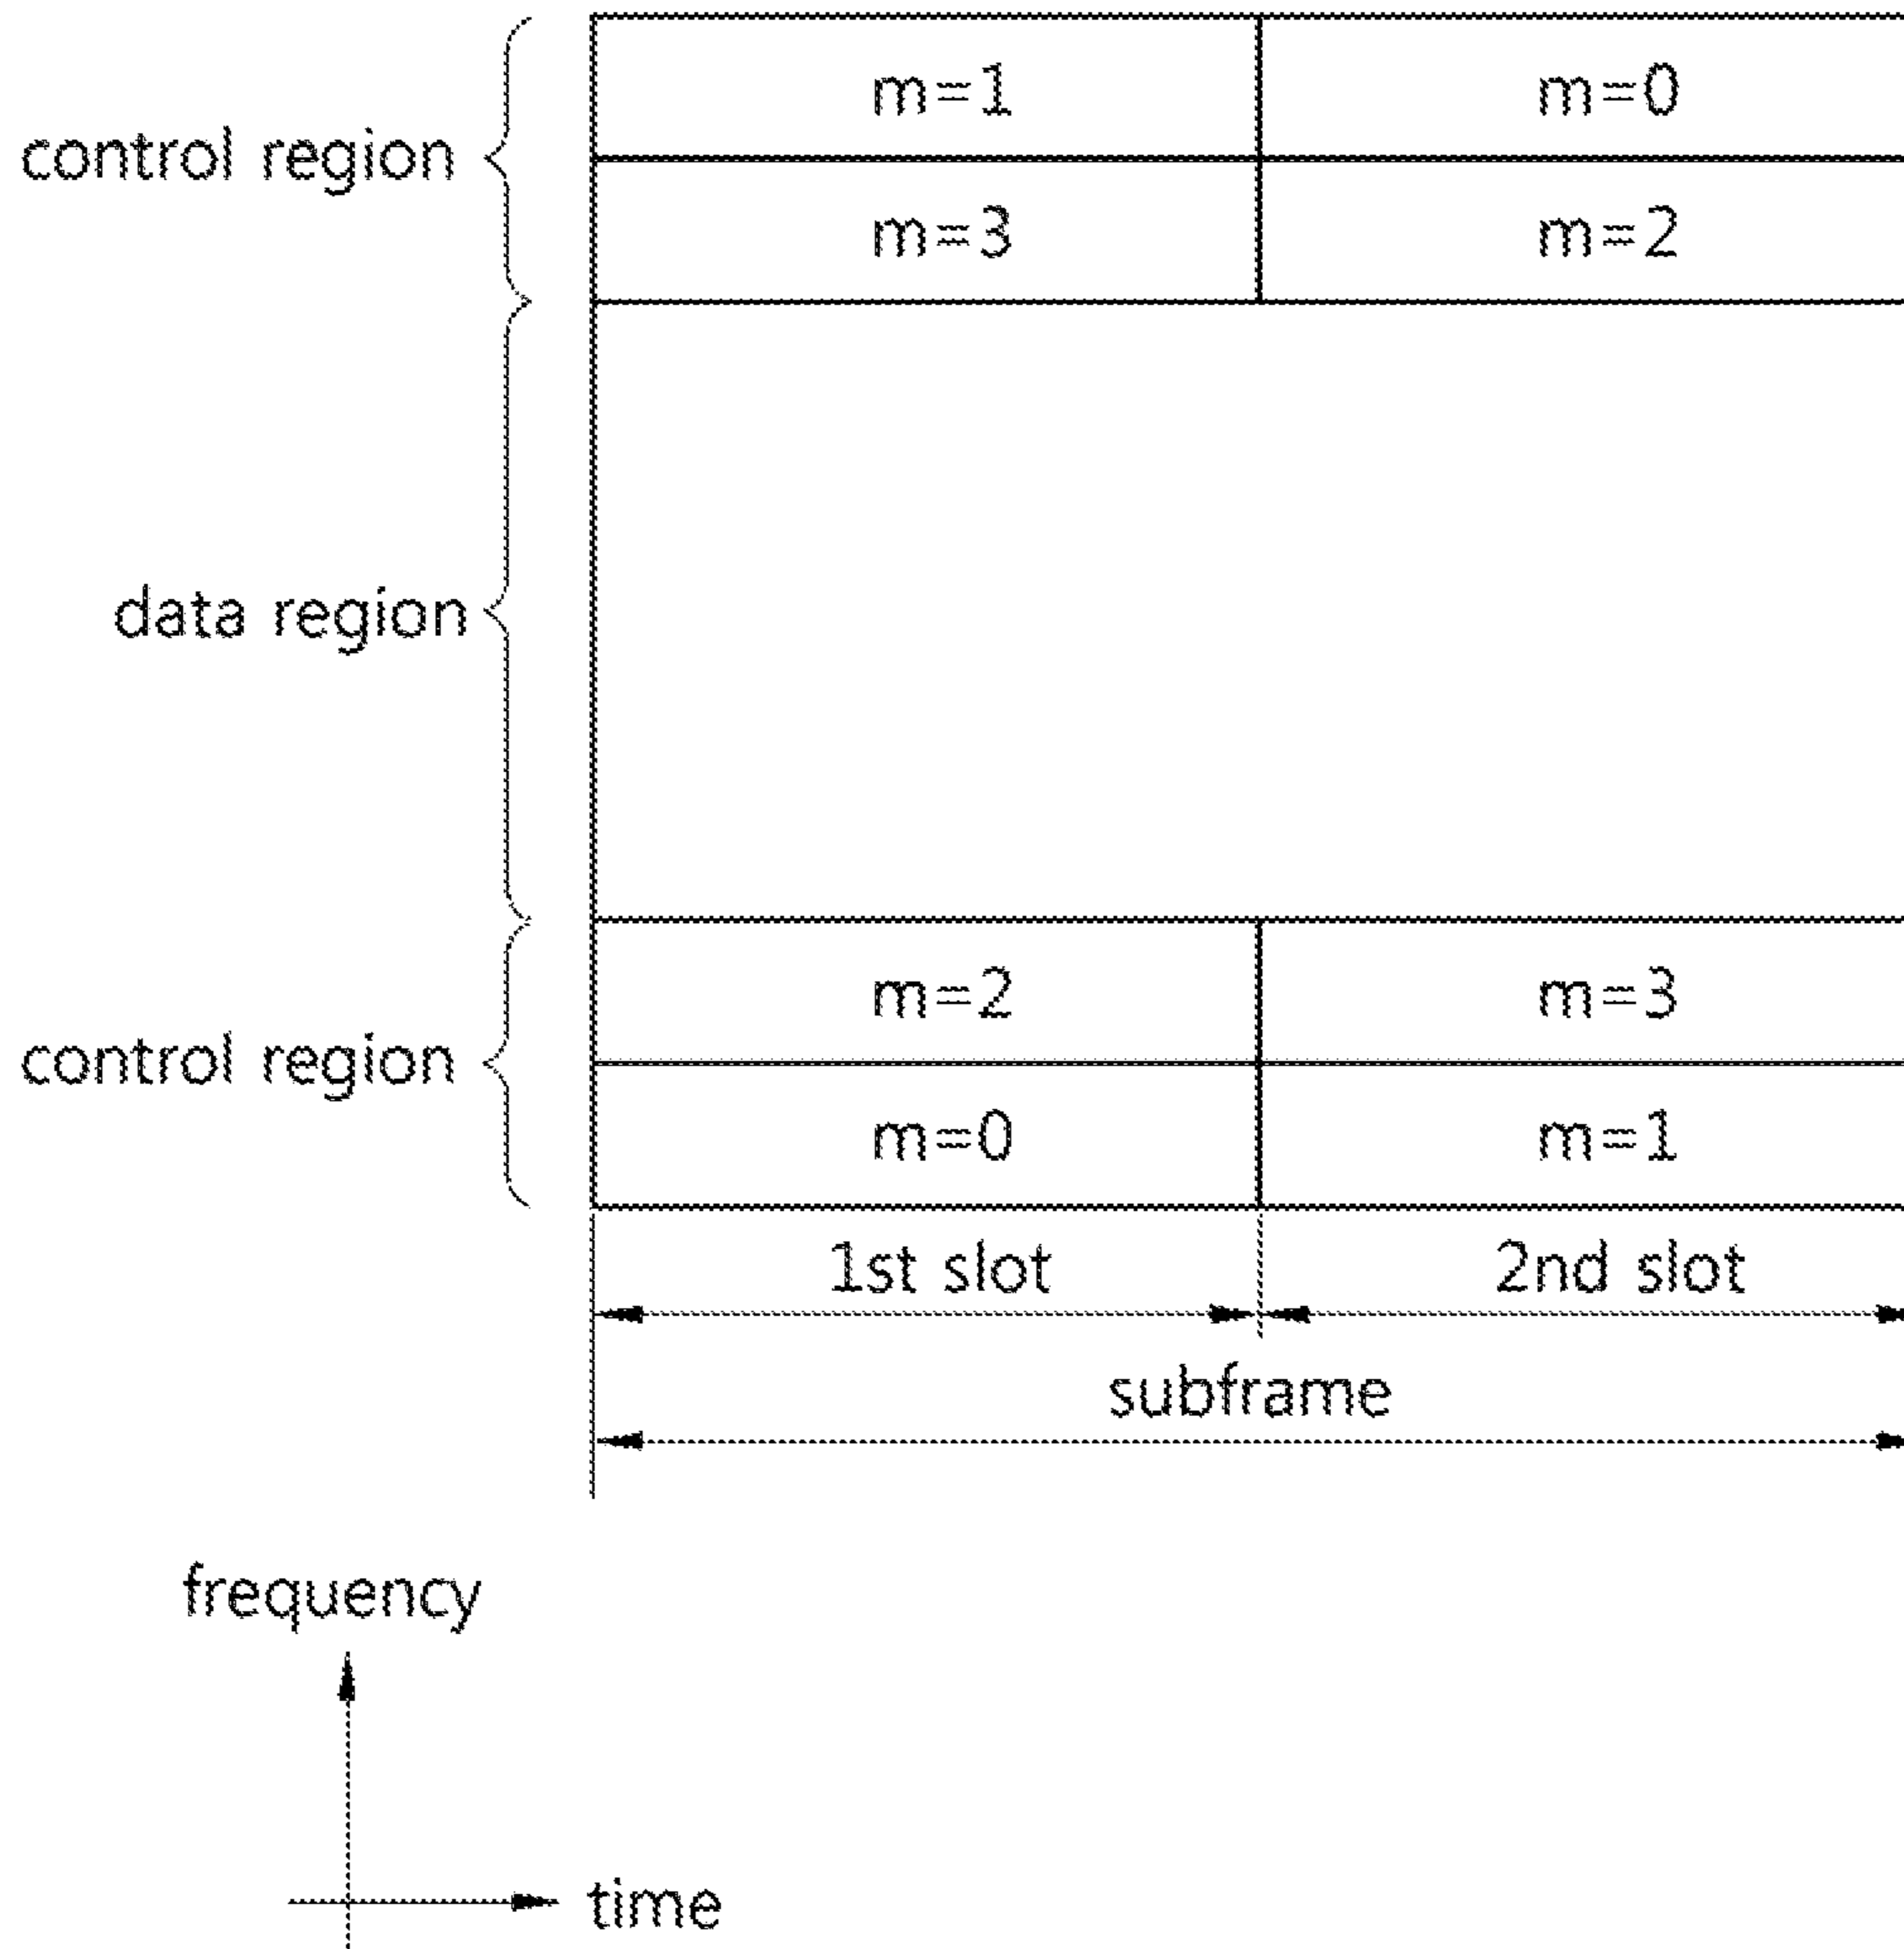 m=1 m=0
control region
m=3 m=2
data region
m=2 m=3
control region
m=0 m=1
1st slot 2nd slot
subframe
frequency
time